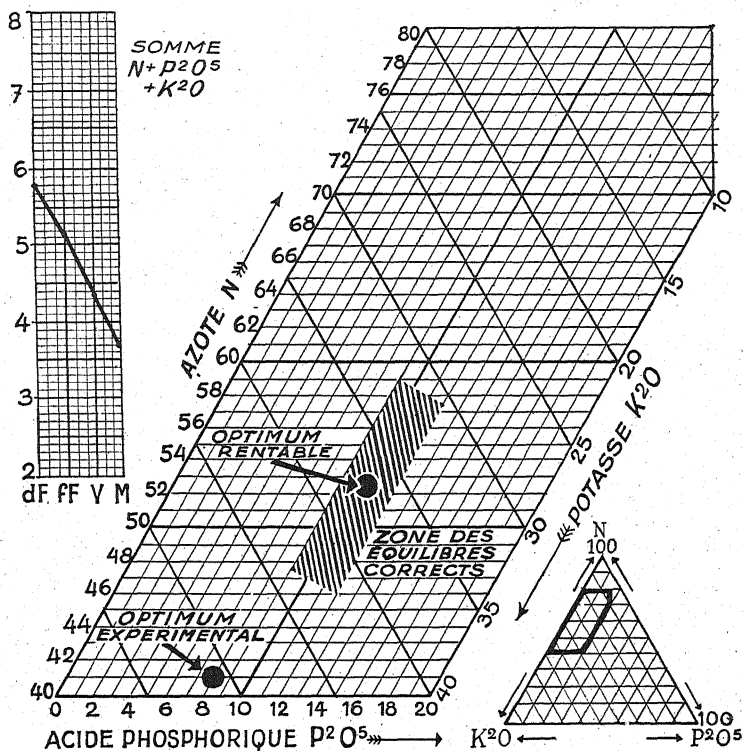 8
7
6
5
4
3
2
dF fF V M
SOMME
N+P²O⁵
+K²O
80
78
76
74
72
70
68
66
64
62
60
58
56
54
52
50
48
46
44
42
40
AZOTE N
0 2 4 6 8 10 12 14 16 18 20
ACIDE PHOSPHORIQUE P²O⁵
10
15
20
25
30
35
40
POTASSE K²O
OPTIMUM
RENTABLE
ZONE DES
ÉQUILIBRES
CORRECTS
OPTIMUM
EXPERIMENTAL
N
100
100
K²O
P²O⁵